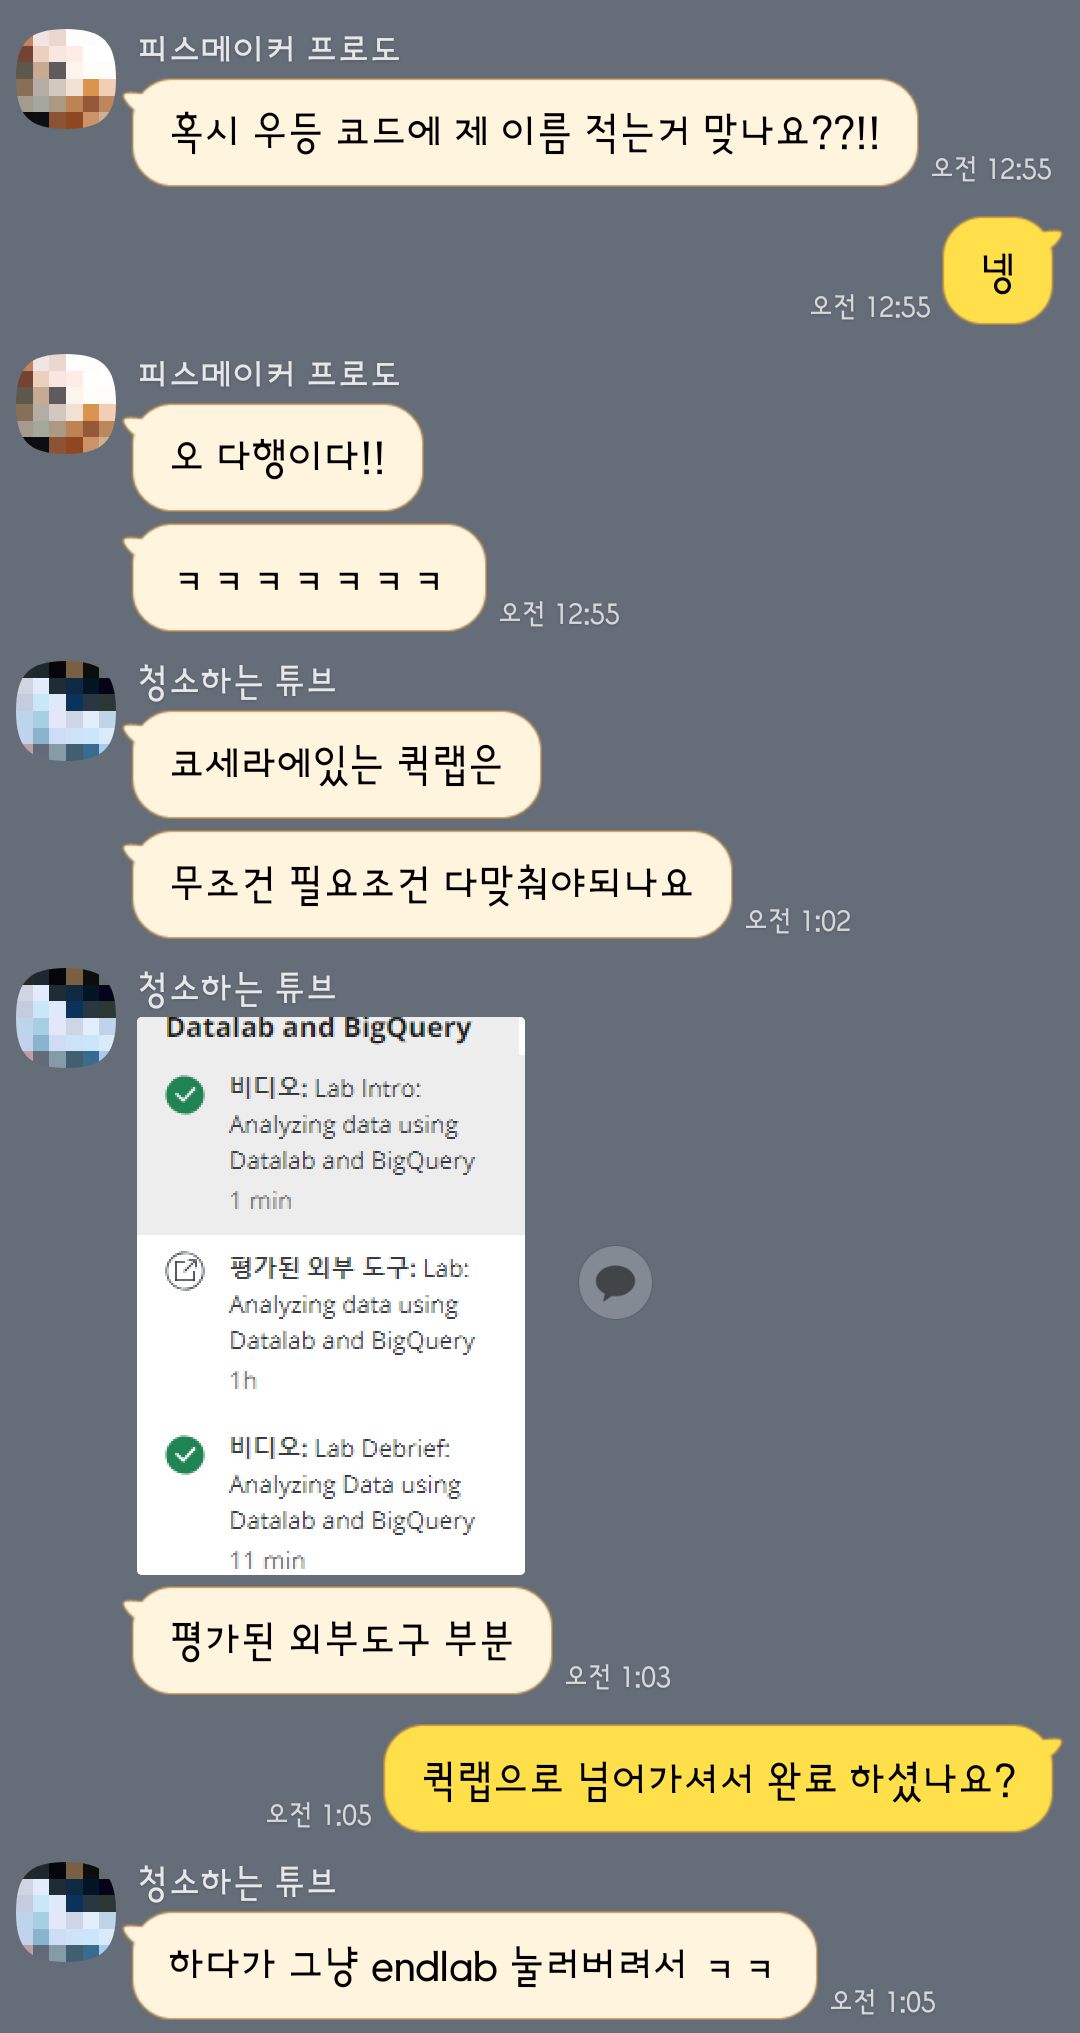 피스메이커 프로도
혹시 우등 코드에 제 이름 적는거 맞나요??!!
오전 12:55
넹
오전 12:55
피스메이커 프로도
오 다행이다!!
ㅋㅋㅋㅋㅋㅋㅋ
오전 12:55
청소하는 튜브
코세라에있는 퀵랩은
무조건 필요조건 다맞춰야되나요
오전 1:02
청소하는 튜브
Datalab and BigQuery
비디오: Lab Intro:
Analyzing data using
Datalab and BigQuery
1 min
평가된 외부 도구: Lab:
Analyzing data using
Datalab and BigQuery
1h
비디오: Lab Debrief:
Analyzing Data using
Datalab and BigQuery
11 min
평가된 외부도구 부분
오전 1:03
퀵랩으로 넘어가셔서 완료 하셨나요?
오전 1:05
청소하는 튜브
하다가 그냥 endlab 눌러버려서 ㅋㅋ
오전 1:05